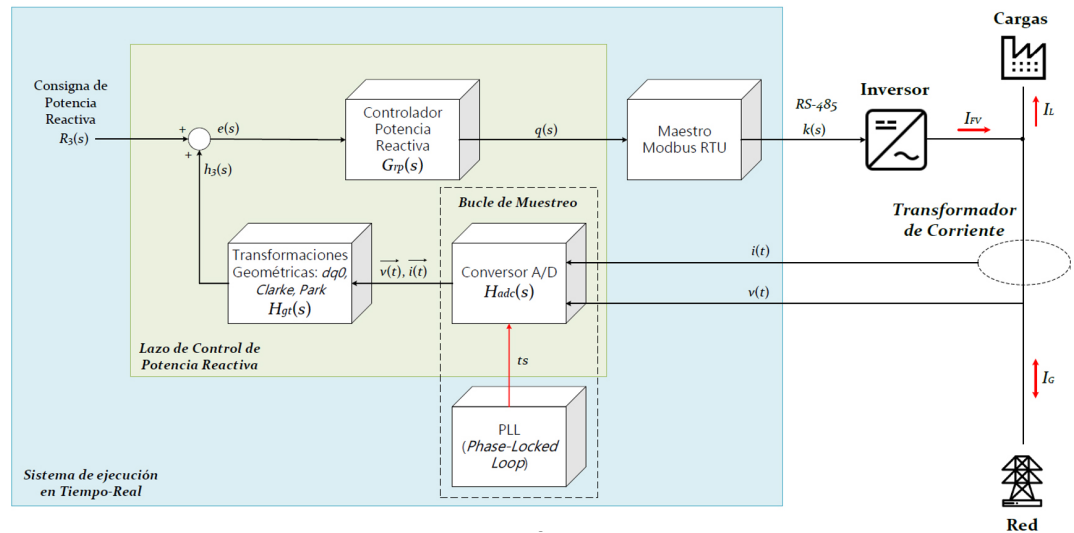 Cargas
Consigna de
Potencia
Reactiva
R3(s)
+
+
e(s)
h3(s)
Controlador
Potencia
Reactiva
Grp(s)
q(s)
Maestro
Modbus RTU
RS-485
k(s)
Inversor
IFV
IL
Bucle de Muestreo
Transformador
de Corriente
Transformaciones
Geométricas: dq0,
Clarke, Park
Hgt(s)
v(t), i(t)
Conversor A/D
Hadc(s)
i(t)
v(t)
Lazo de Control de
Potencia Reactiva
ts
IG
PLL
(Phase-Locked
Loop)
Sistema de ejecución
en Tiempo-Real
Red